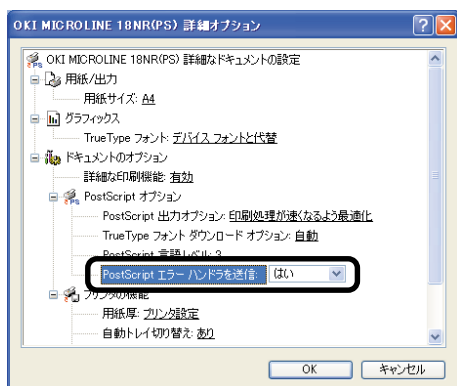 OKI MICROLINE 18NR(PS) 詳細オプション
OKI MICROLINE 18NR(PS) 詳細なドキュメントの設定
用紙/出力
用紙サイズ: A4
グラフィックス
TrueType フォント: デバイス フォントと代替
ドキュメントのオプション
詳細な印刷機能: 有効
PostScript オプション
PostScript 出力オプション: 印刷処理が速くなるよう最適化
TrueType フォント ダウンロード オプション: 自動
PostScript 言語レベル: 3
PostScript エラー ハンドラを送信: はい
プリンタの機能
用紙厚: プリンタ設定
自動トレイ切り替え: あり
OK キャンセル